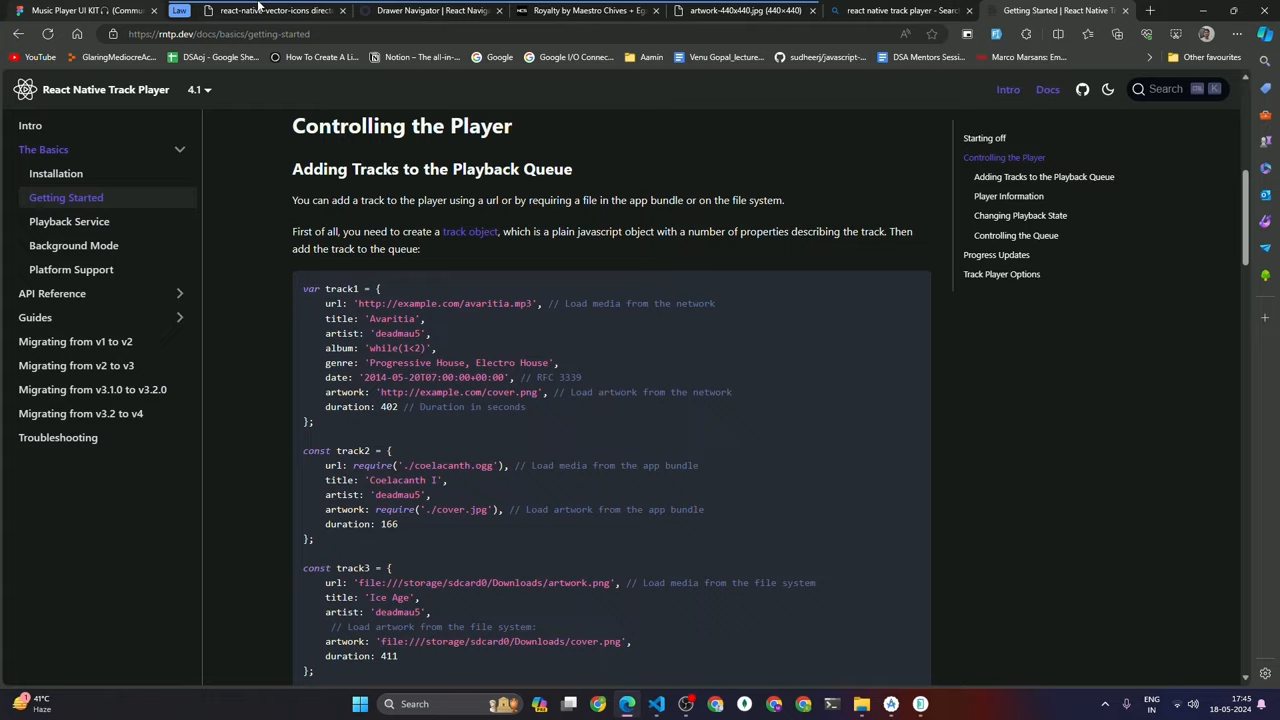 Music Player UI KIT🎧 (Commu
Law
react-native-vector-icons direct
Drawer Navigator | React Navig
Royalty by Maestro Chives + Eg
artwork-440x440.jpg (440×440)
react native track player - Searc
Getting Started | React Native T
https://rntp.dev/docs/basics/getting-started
YouTube
GlaringMediocreAc...
DSAoj - Google She...
How To Create A Li...
Notion – The all-in-...
Google
Google I/O Connec...
Aamin
Venu Gopal_lecture...
sudheerj/javascript-...
DSA Mentors Sessi...
Marco Marsans: Em...
Other favourites
React Native Track Player
4.1
Intro
Docs
Search
K
Intro
The Basics
Installation
Getting Started
Playback Service
Background Mode
Platform Support
API Reference
Guides
Migrating from v1 to v2
Migrating from v2 to v3
Migrating from v3.1.0 to v3.2.0
Migrating from v3.2 to v4
Troubleshooting
Controlling the Player
Adding Tracks to the Playback Queue
You can add a track to the player using a url or by requiring a file in the app bundle or on the file system.
First of all, you need to create a track object, which is a plain javascript object with a number of properties describing the track. Then
add the track to the queue:
var track1 = {
url: 'http://example.com/avaritia.mp3', // Load media from the network
title: 'Avaritia',
artist: 'deadmau5',
album: 'while(1<2)',
genre: 'Progressive House, Electro House',
date: '2014-05-20T07:00:00+00:00', // RFC 3339
artwork: 'http://example.com/cover.png', // Load artwork from the network
duration: 402 // Duration in seconds
};
const track2 = {
url: require('./coelacanth.ogg'), // Load media from the app bundle
title: 'Coelacanth I',
artist: 'deadmau5',
artwork: require('./cover.jpg'), // Load artwork from the app bundle
duration: 166
};
const track3 = {
url: 'file:///storage/sdcard0/Downloads/artwork.png', // Load media from the file system
title: 'Ice Age',
artist: 'deadmau5',
// Load artwork from the file system:
artwork: 'file:///storage/sdcard0/Downloads/cover.png',
duration: 411
};
Starting off
Controlling the Player
Adding Tracks to the Playback Queue
Player Information
Changing Playback State
Controlling the Queue
Progress Updates
Track Player Options
41°C
Haze
Search
ENG
IN
17:45
18-05-2024